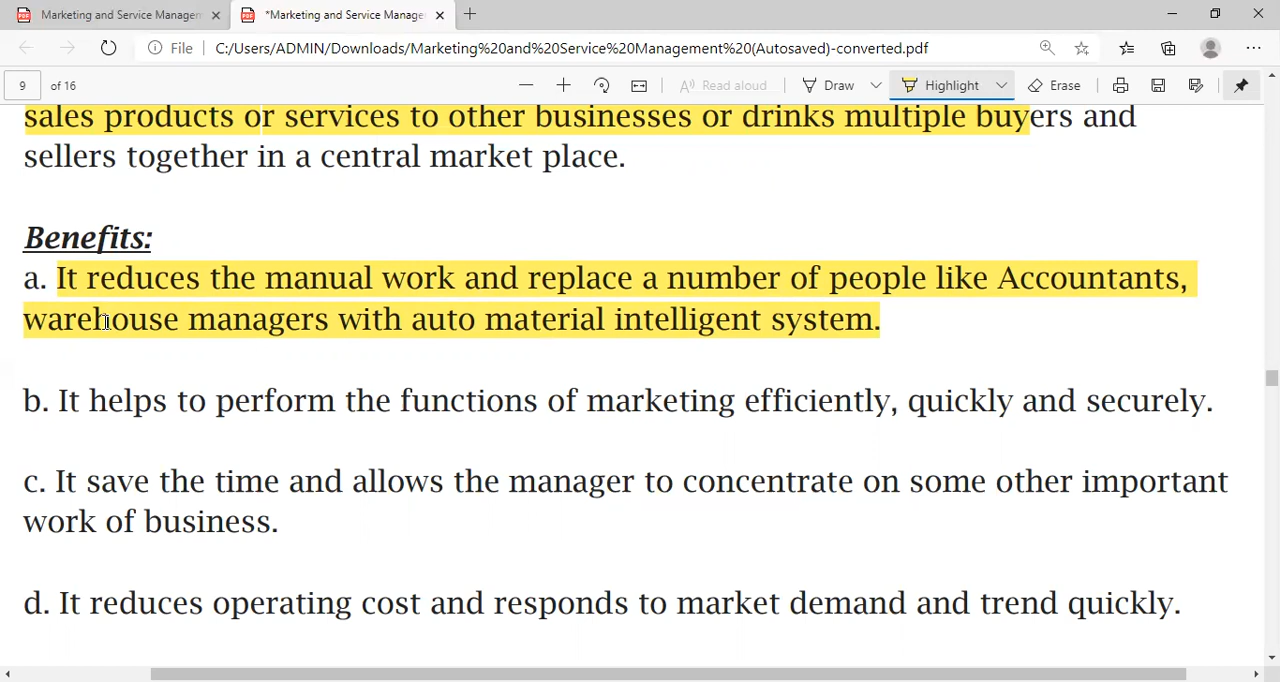 Marketing and Service Managem
*Marketing and Service Manage
File
C:/Users/ADMIN/Downloads/Marketing%20and%20Service%20Management%20(Autosaved)-converted.pdf
9 of 16
Read aloud
Draw
Highlight
Erase
sales products or services to other businesses or drinks multiple buyers and
sellers together in a central market place.
Benefits:
a. It reduces the manual work and replace a number of people like Accountants,
warehouse managers with auto material intelligent system.
b. It helps to perform the functions of marketing efficiently, quickly and securely.
c. It save the time and allows the manager to concentrate on some other important
work of business.
d. It reduces operating cost and responds to market demand and trend quickly.